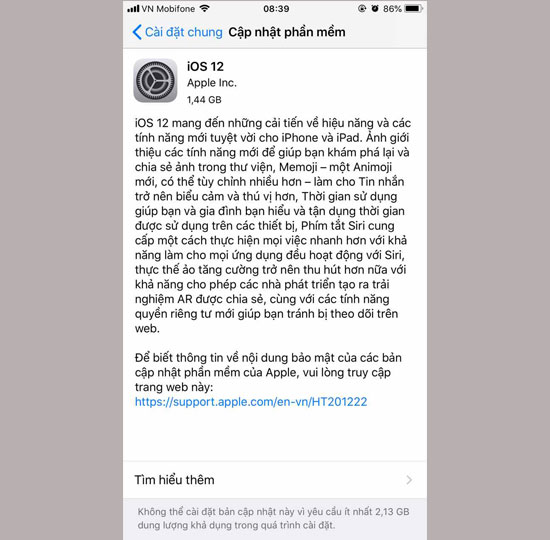 VN Mobifone 08:39 86%
Cài đặt chung Cập nhật phần mềm
iOS 12
Apple Inc.
1,44 GB
iOS 12 mang đến những cải tiến về hiệu năng và các
tính năng mới tuyệt vời cho iPhone và iPad. Ảnh giới
thiệu các tính năng mới để giúp bạn khám phá lại và
chia sẻ ảnh trong thư viện, Memoji – một Animoji
mới, có thể tùy chỉnh nhiều hơn – làm cho Tin nhắn
trở nên biểu cảm và thú vị hơn, Thời gian sử dụng
giúp bạn và gia đình bạn hiểu và tận dụng thời gian
được sử dụng trên các thiết bị, Phím tắt Siri cung
cấp một cách thực hiện mọi việc nhanh hơn với khả
năng làm cho mọi ứng dụng đều hoạt động với Siri,
thực thể ảo tăng cường trở nên thu hút hơn nữa với
khả năng cho phép các nhà phát triển tạo ra trải
nghiệm AR được chia sẻ, cùng với các tính năng
quyền riêng tư mới giúp bạn tránh bị theo dõi trên
web.
Để biết thông tin về nội dung bảo mật của các bản
cập nhật phần mềm của Apple, vui lòng truy cập
trang web này:
https://support.apple.com/en-vn/HT201222
Tìm hiểu thêm
Không thể cài đặt bản cập nhật này vì yêu cầu ít nhất 2,13 GB
dung lượng khả dụng trong quá trình cài đặt.